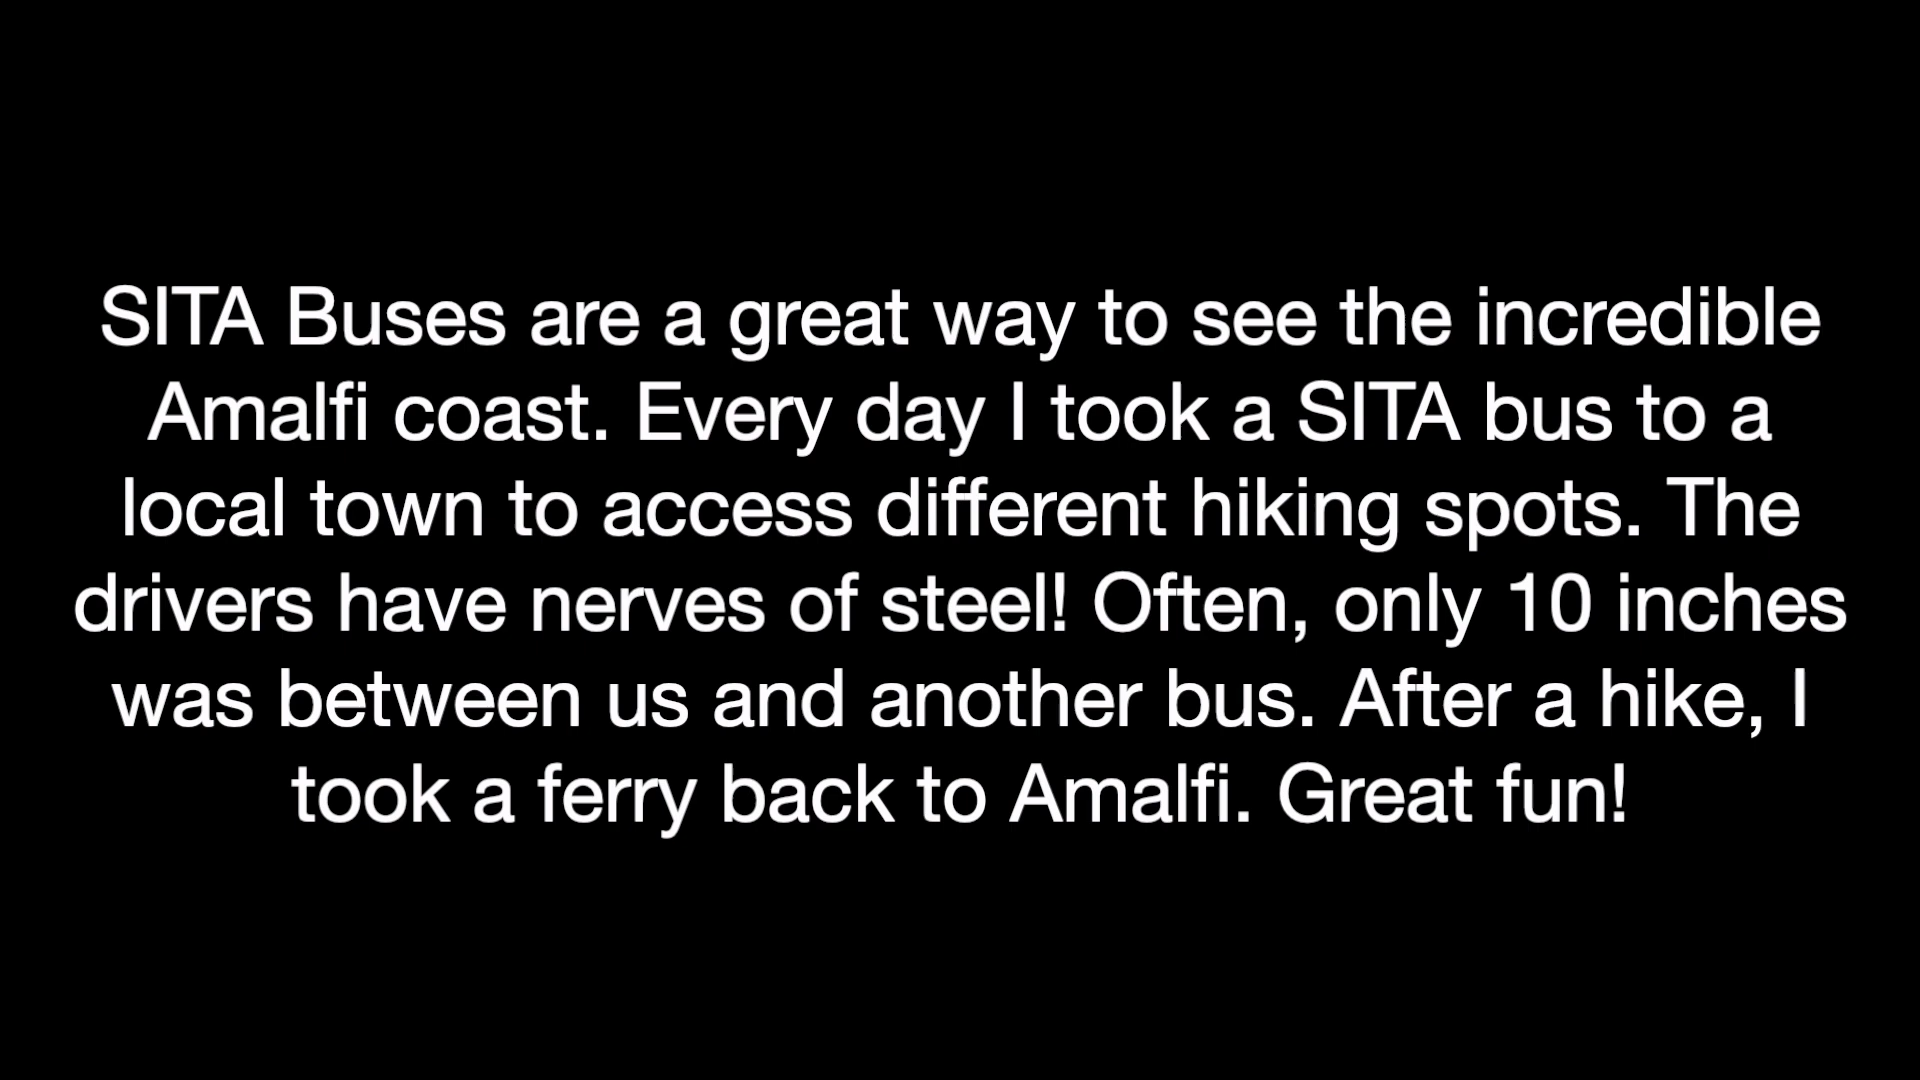 SITA Buses are a great way to see the incredible
Amalfi coast. Every day I took a SITA bus to a
local town to access different hiking spots. The
drivers have nerves of steel! Often, only 10 inches
was between us and another bus. After a hike, I
took a ferry back to Amalfi. Great fun!